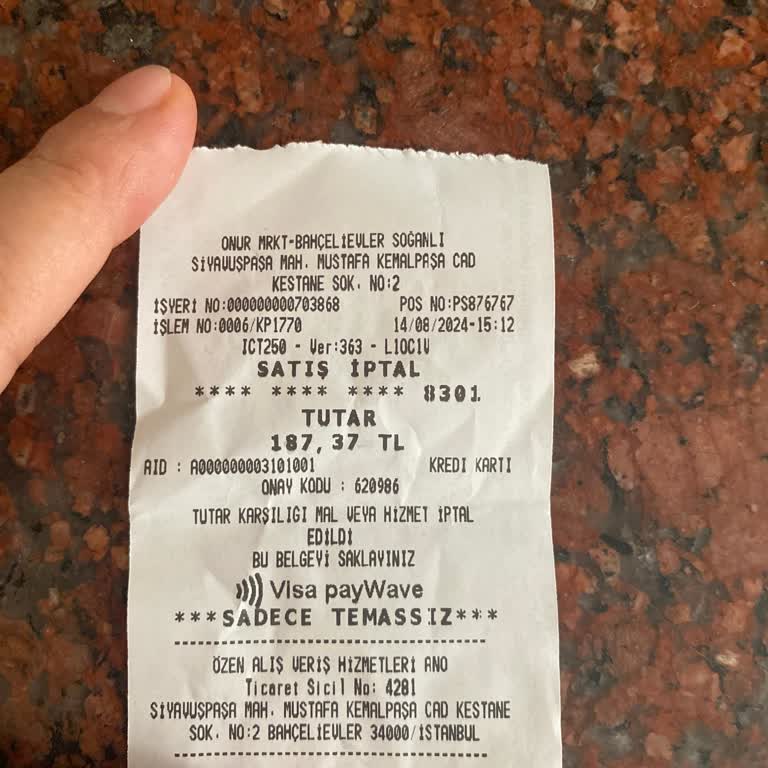 ONUR MRKT-BAHÇELİEVLER SOĞANLI
SİYAVUŞPAŞA MAH. MUSTAFA KEMALPAŞA CAD
KESTANE SOK. NO:2
İŞYERİ NO:000000000703868 POS NO:PS876767
İŞLEM NO:0006/KP1770 14/08/2024-15:12
ICT250 - Ver:363 - L10C1V
SATIŞ İPTAL
**** **** **** 8301
TUTAR
187,37 TL
AID : A0000000031010​01 KREDI KARTI
ONAY KODU : 620986
TUTAR KARŞILIGI MAL VEYA HİZMET İPTAL
EDİLDİ
BU BELGEYİ SAKLAYINIZ
VIsa payWave
***SADECE TEMASSIZ***
ÖZEN ALIŞ VERİŞ HİZMETLERİ ANO
Ticaret Sicil No: 4281
SİYAVUŞPAŞA MAH. MUSTAFA KEMALPAŞA CAD KESTANE
SOK. NO:2 BAHÇELİEVLER 34000/İSTANBUL